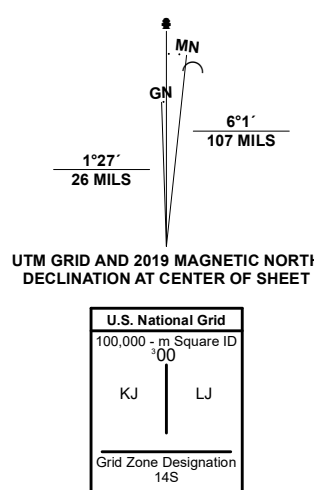 MN
GN
6°1´
107 MILS
1°27´
26 MILS
UTM GRID AND 2019 MAGNETIC NORTH
DECLINATION AT CENTER OF SHEET
U.S. National Grid
100,000 - m Square ID
³00
KJ LJ
Grid Zone Designation
14S